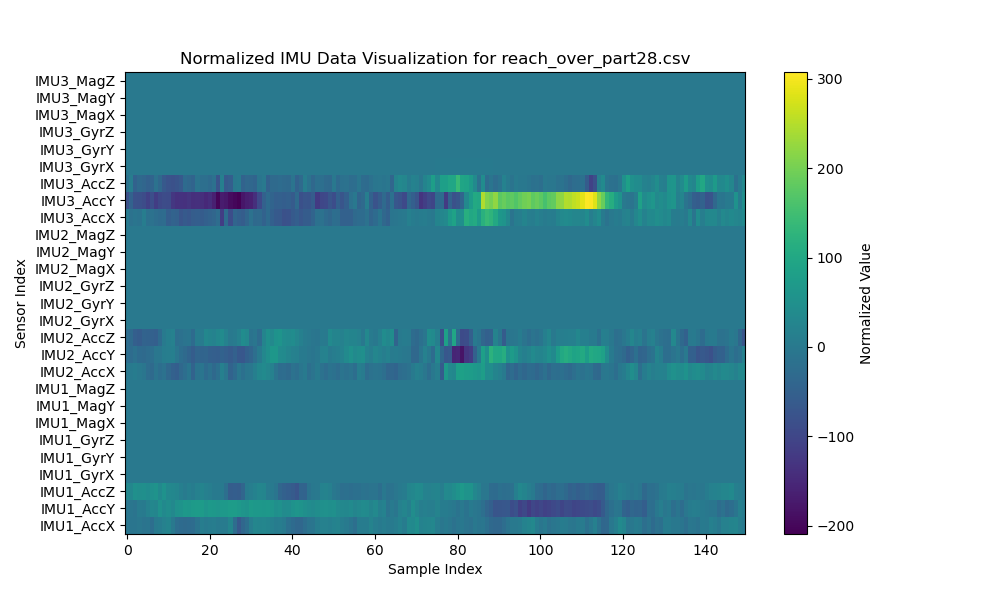 Normalized IMU Data Visualization for reach_over_part28.csv
Sensor Index
IMU3_MagZ
IMU3_MagY
IMU3_MagX
IMU3_GyrZ
IMU3_GyrY
IMU3_GyrX
IMU3_AccZ
IMU3_AccY
IMU3_AccX
IMU2_MagZ
IMU2_MagY
IMU2_MagX
IMU2_GyrZ
IMU2_GyrY
IMU2_GyrX
IMU2_AccZ
IMU2_AccY
IMU2_AccX
IMU1_MagZ
IMU1_MagY
IMU1_MagX
IMU1_GyrZ
IMU1_GyrY
IMU1_GyrX
IMU1_AccZ
IMU1_AccY
IMU1_AccX
0 20 40 60 80 100 120 140
Sample Index
300
200
100
0
−100
−200
Normalized Value